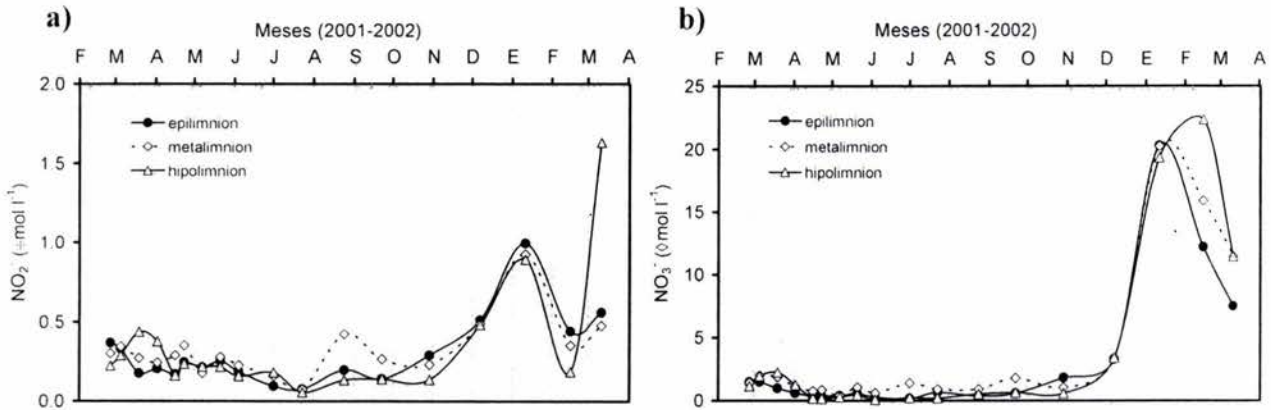 a)
Meses (2001-2002)
F M A M J J A S O N D E F M A
2.0
1.5
1.0
0.5
0.0
NO₂⁻ (÷mol l⁻¹)
epilimnion
metalimnion
hipolimnion
b)
Meses (2001-2002)
F M A M J J A S O N D E F M A
25
20
15
10
5
0
NO₃⁻ (◊mol l⁻¹)
epilimnion
metalimnion
hipolimnion